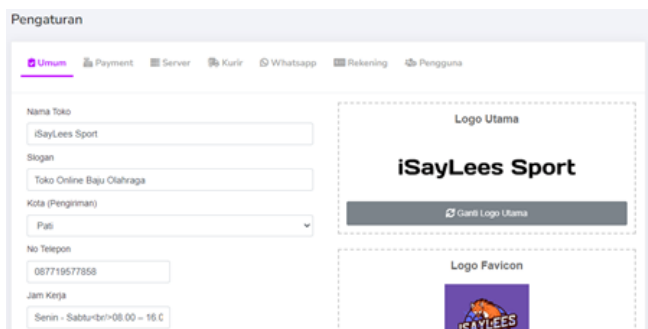 Pengaturan
Umum Payment Server Kurir Whatsapp Rekening Pengguna
Nama Toko
iSayLees Sport
Slogan
Toko Online Baju Olahraga
Kota (Pengiriman)
Pati
No Telepon
087719577858
Jam Kerja
Senin - Sabtu<br/>08.00 – 16.0
Logo Utama
iSayLees Sport
Ganti Logo Utama
Logo Favicon
iSAYLEES